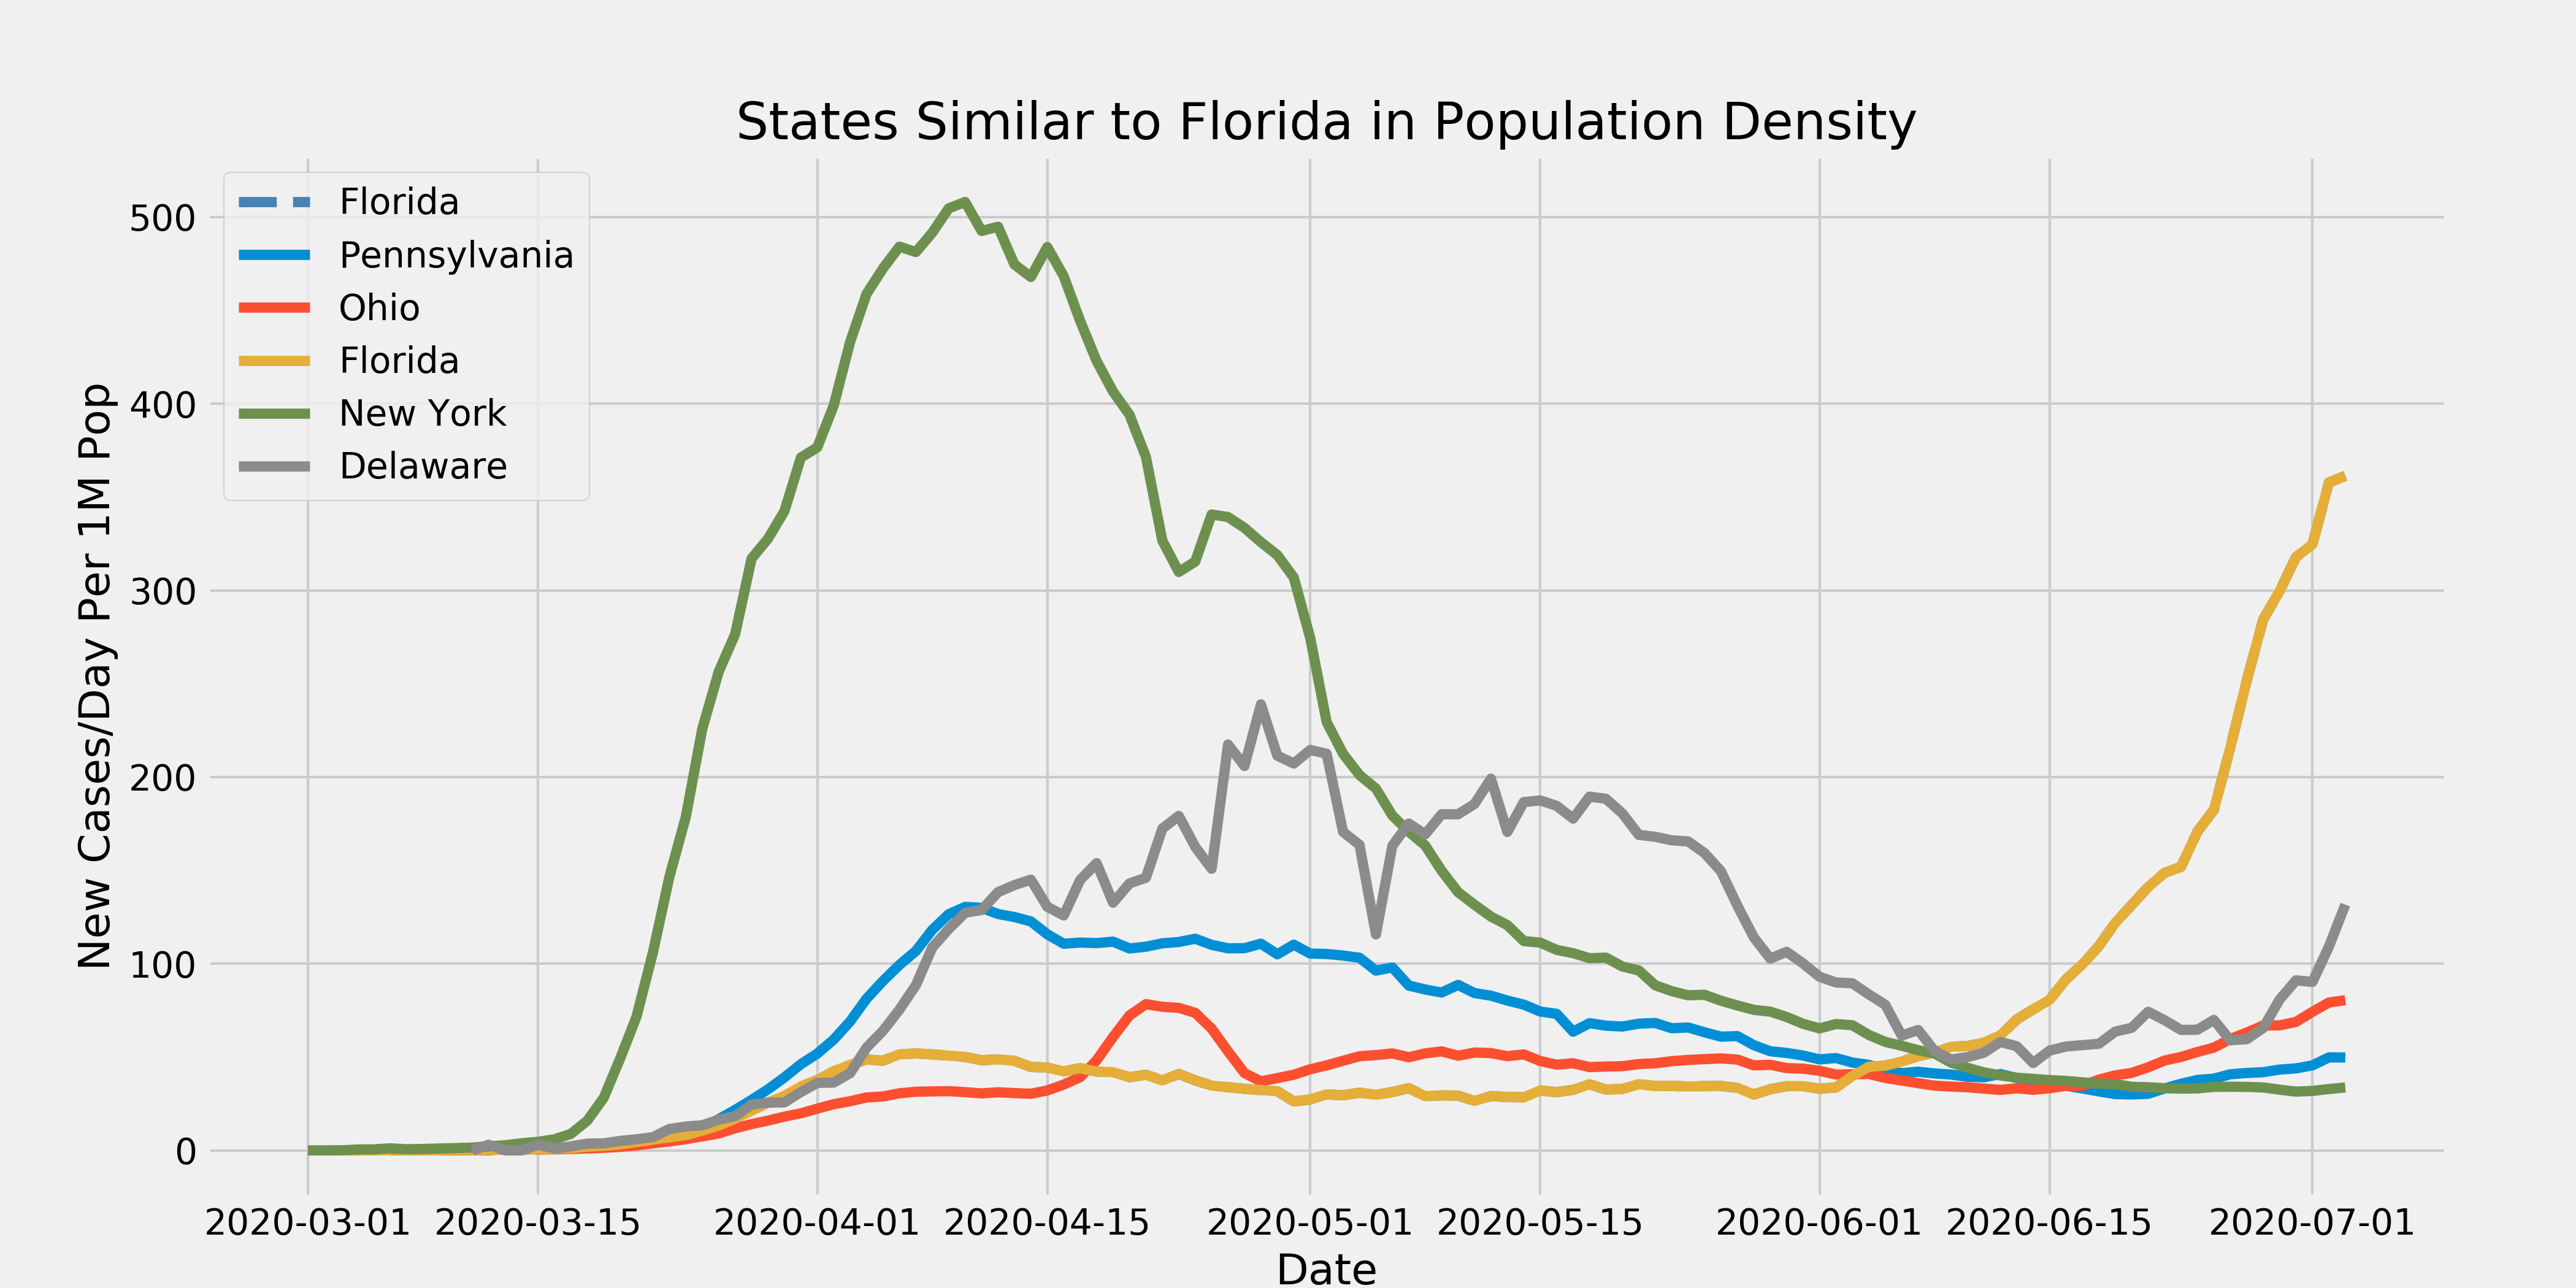 States Similar to Florida in Population Density
Florida
Pennsylvania
Ohio
Florida
New York
Delaware
New Cases/Day Per 1M Pop
500
400
300
200
100
0
2020-03-01 2020-03-15 2020-04-01 2020-04-15 2020-05-01 2020-05-15 2020-06-01 2020-06-15 2020-07-01
Date